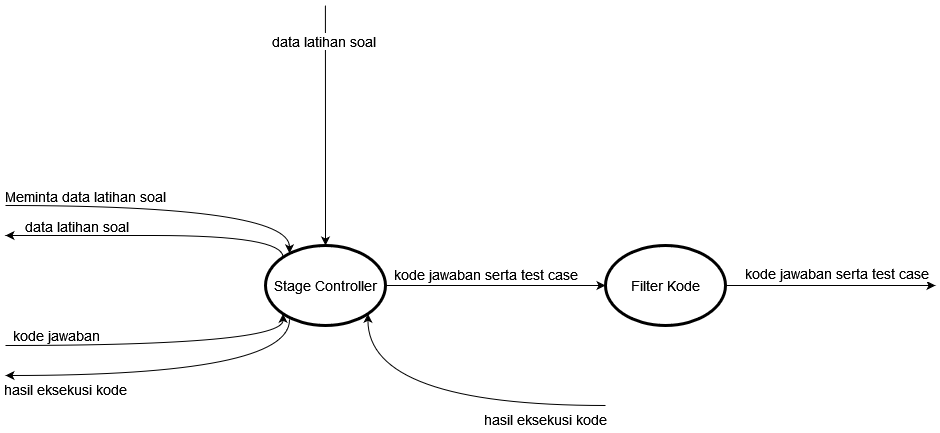 data latihan soal
Meminta data latihan soal
data latihan soal
Stage Controller
kode jawaban serta test case
Filter Kode
kode jawaban serta test case
kode jawaban
hasil eksekusi kode
hasil eksekusi kode